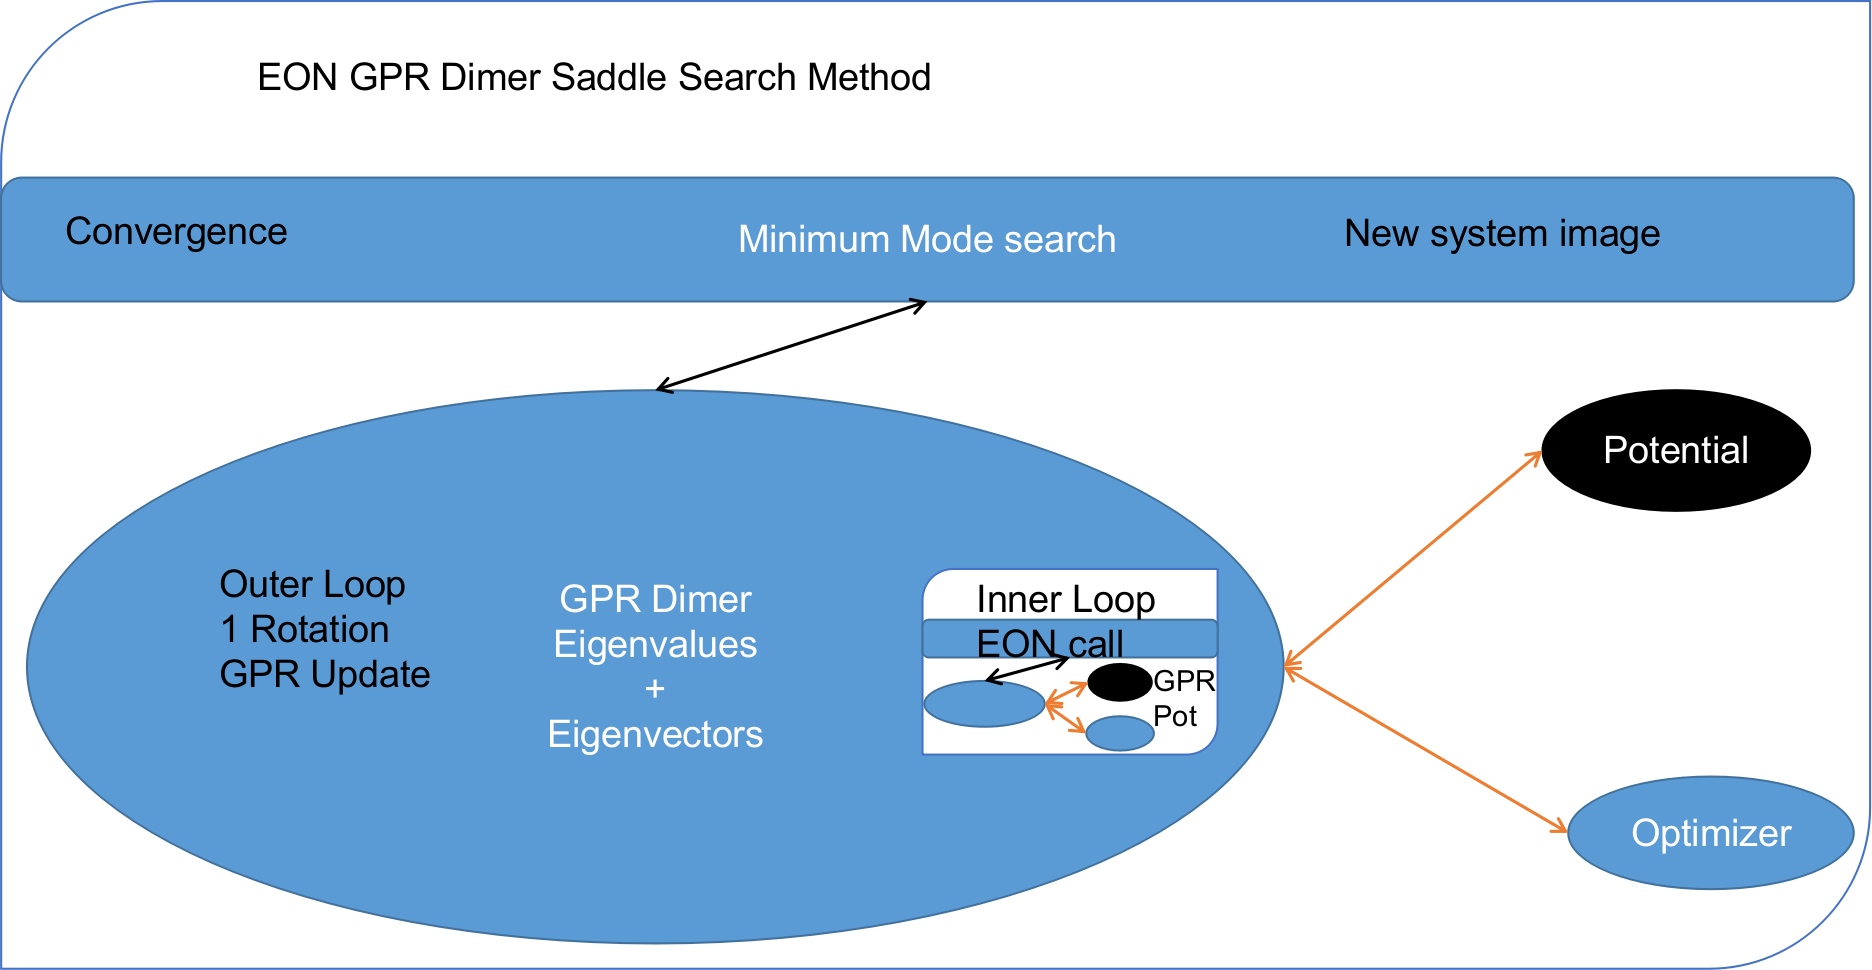 EON GPR Dimer Saddle Search Method
Convergence
Minimum Mode search
New system image
Potential
Outer Loop
1 Rotation
GPR Update
GPR Dimer
Eigenvalues
+
Eigenvectors
Inner Loop
EON call
GPR
Pot
Optimizer